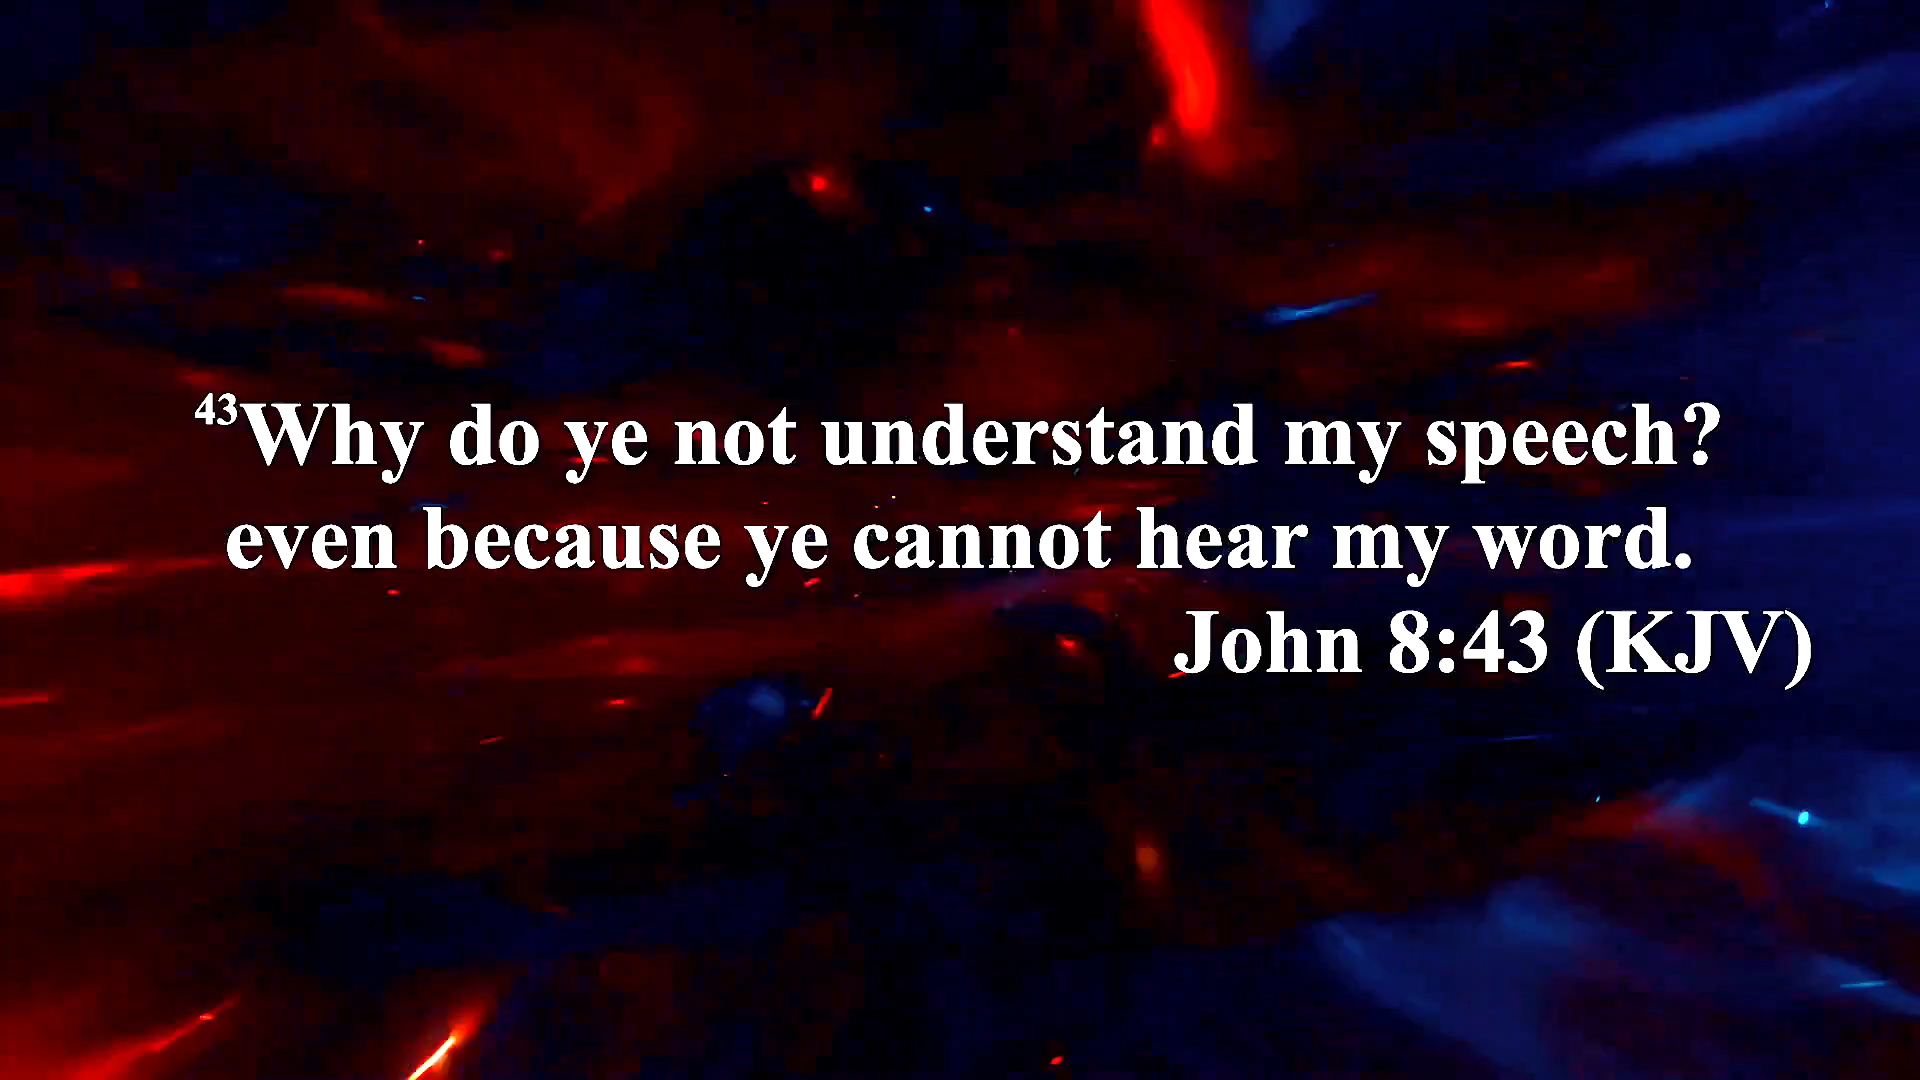 43Why do ye not understand my speech?
even because ye cannot hear my word.
John 8:43 (KJV)